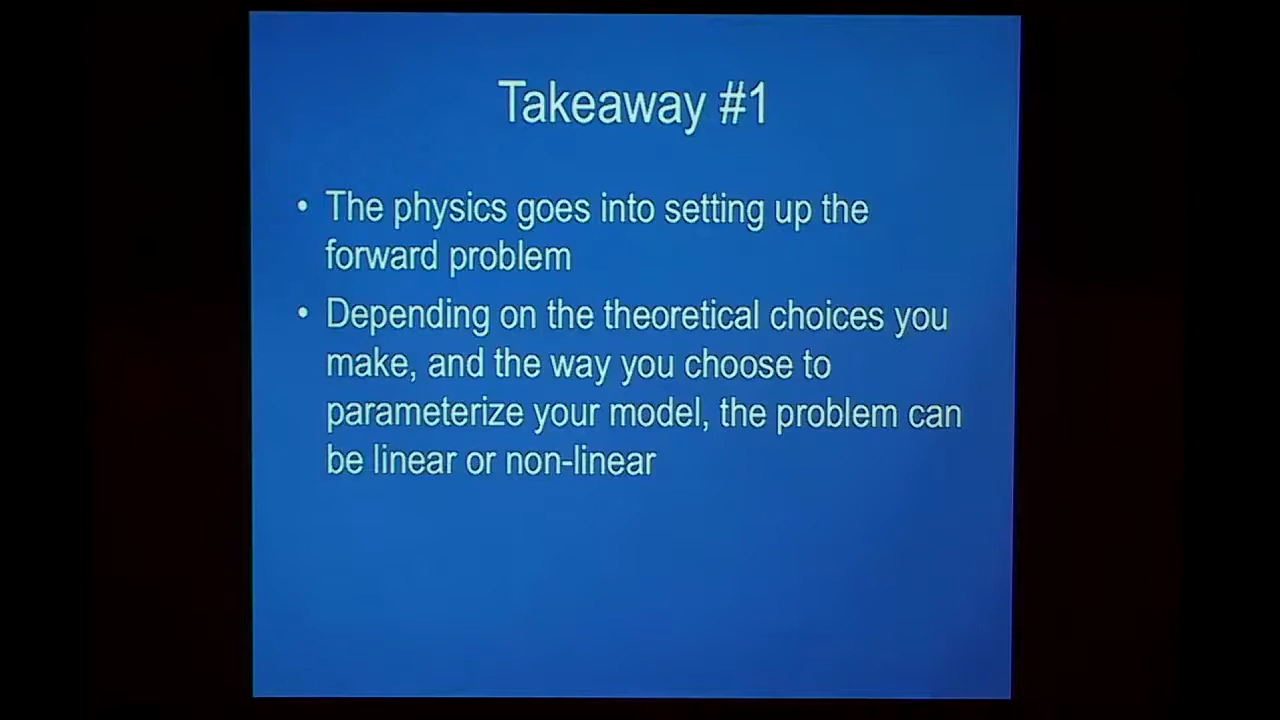 Takeaway #1
• The physics goes into setting up the
forward problem
• Depending on the theoretical choices you
make, and the way you choose to
parameterize your model, the problem can
be linear or non-linear